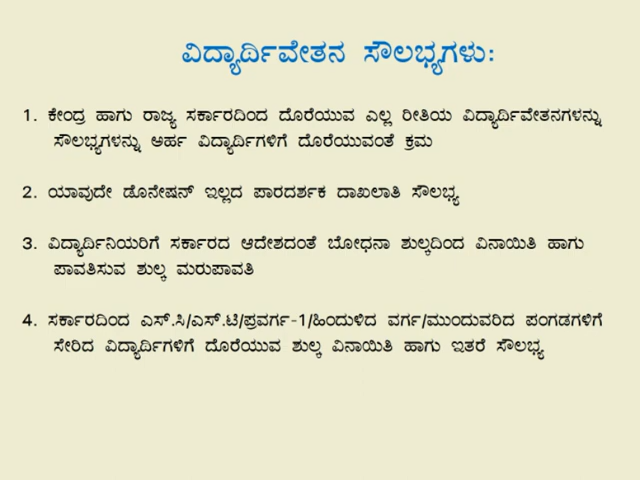 ವಿದ್ಯಾರ್ಥಿವೇತನ ಸೌಲಭ್ಯಗಳು:
1. ಕೇಂದ್ರ ಹಾಗು ರಾಜ್ಯ ಸರ್ಕಾರದಿಂದ ದೊರೆಯುವ ಎಲ್ಲ ರೀತಿಯ ವಿದ್ಯಾರ್ಥಿವೇತನಗಳನ್ನು
ಸೌಲಭ್ಯಗಳನ್ನು ಅರ್ಹ ವಿದ್ಯಾರ್ಥಿಗಳಿಗೆ ದೊರೆಯುವಂತೆ ಕ್ರಮ
2. ಯಾವುದೇ ಡೊನೇಷನ್ ಇಲ್ಲದ ಪಾರದರ್ಶಕ ದಾಖಲಾತಿ ಸೌಲಭ್ಯ
3. ವಿದ್ಯಾರ್ಥಿನಿಯರಿಗೆ ಸರ್ಕಾರದ ಆದೇಶದಂತೆ ಬೋಧನಾ ಶುಲ್ಕದಿಂದ ವಿನಾಯಿತಿ ಹಾಗು
ಪಾವತಿಸುವ ಶುಲ್ಕ ಮರುಪಾವತಿ
4. ಸರ್ಕಾರದಿಂದ ಎಸ್.ಸಿ/ಎಸ್.ಟಿ/ಪ್ರವರ್ಗ-1/ಹಿಂದುಳಿದ ವರ್ಗ/ಮುಂದುವರಿದ ಪಂಗಡಗಳಿಗೆ
ಸೇರಿದ ವಿದ್ಯಾರ್ಥಿಗಳಿಗೆ ದೊರೆಯುವ ಶುಲ್ಕ ವಿನಾಯಿತಿ ಹಾಗು ಇತರೆ ಸೌಲಭ್ಯ